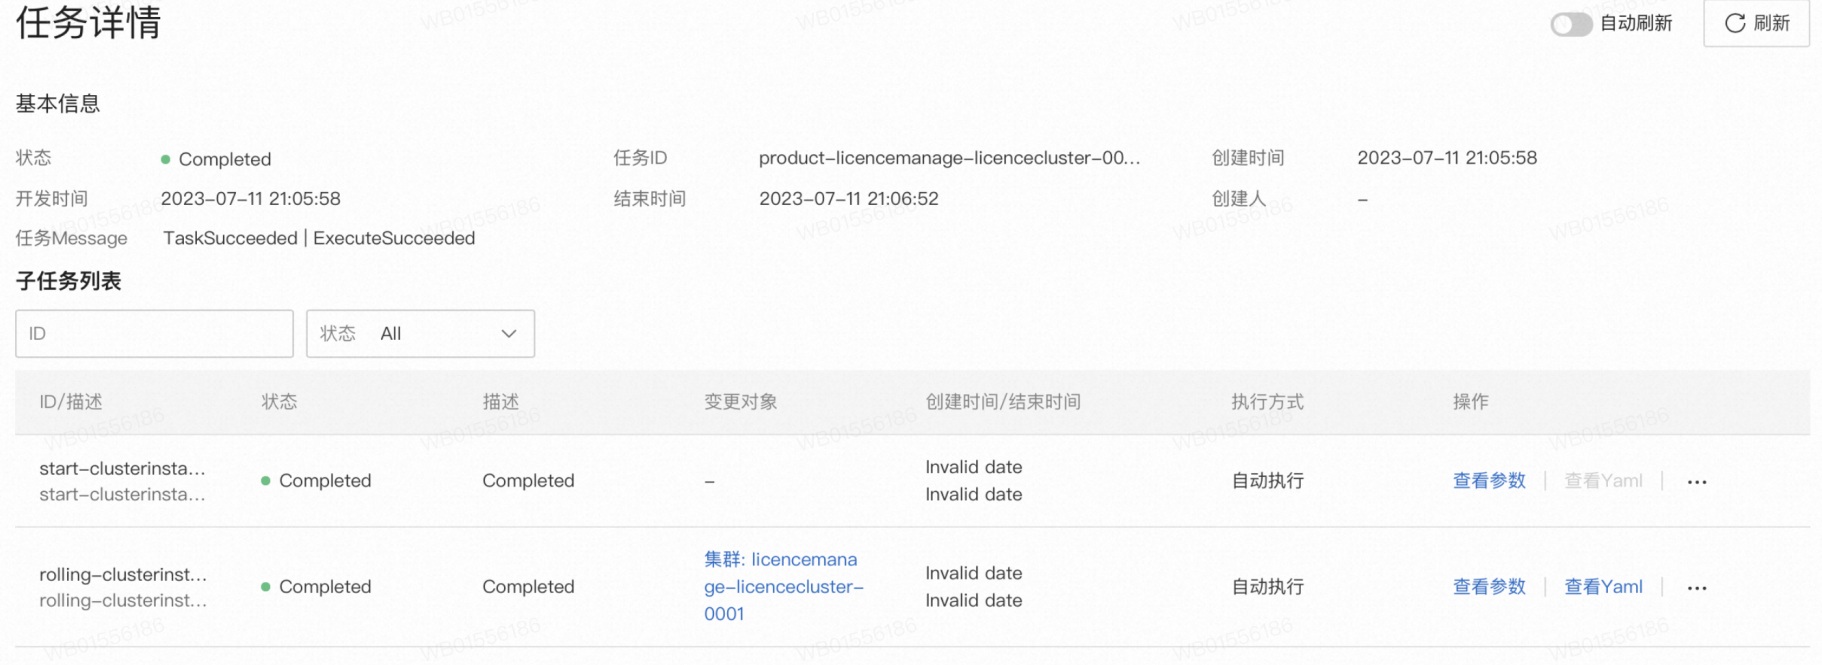 任务详情
自动刷新
刷新
基本信息
状态 Completed 任务ID product-licencemanage-licencecluster-00... 创建时间 2023-07-11 21:05:58
开发时间 2023-07-11 21:05:58 结束时间 2023-07-11 21:06:52 创建人 -
任务Message TaskSucceeded | ExecuteSucceeded
子任务列表
ID 状态 All
ID/描述 状态 描述 变更对象 创建时间/结束时间 执行方式 操作
start-clusterinsta...
start-clusterinsta...
Completed
Completed
-
Invalid date
Invalid date
自动执行
查看参数 | 查看Yaml | ...
rolling-clusterinst...
rolling-clusterinst...
Completed
Completed
集群: licencemana
ge-licencecluster-
0001
Invalid date
Invalid date
自动执行
查看参数 | 查看Yaml | ...
WB01556186